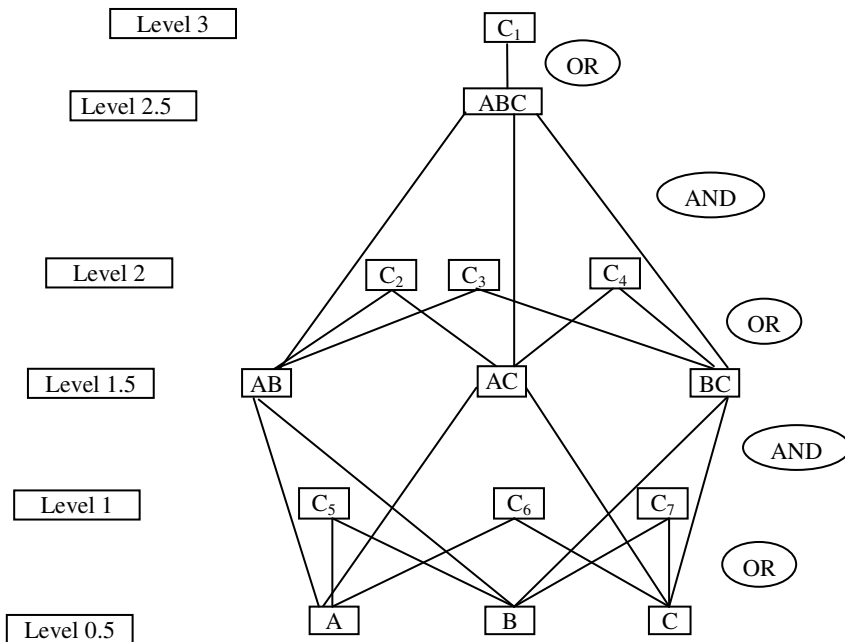 Level 3 C₁
OR
Level 2.5 ABC
AND
Level 2 C₂ C₃ C₄
OR
Level 1.5 AB AC BC
AND
Level 1 C₅ C₆ C₇
OR
Level 0.5 A B C